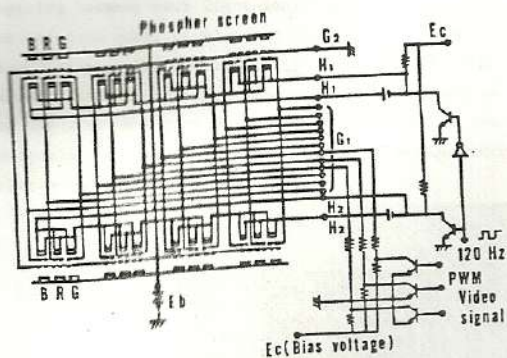 Phospher screen
B R G
G2
Ec
H1
H1
G1
H2
H2
120 Hz
PWM
Video
signal
B R G
Eb
Ec(Bias voltage)